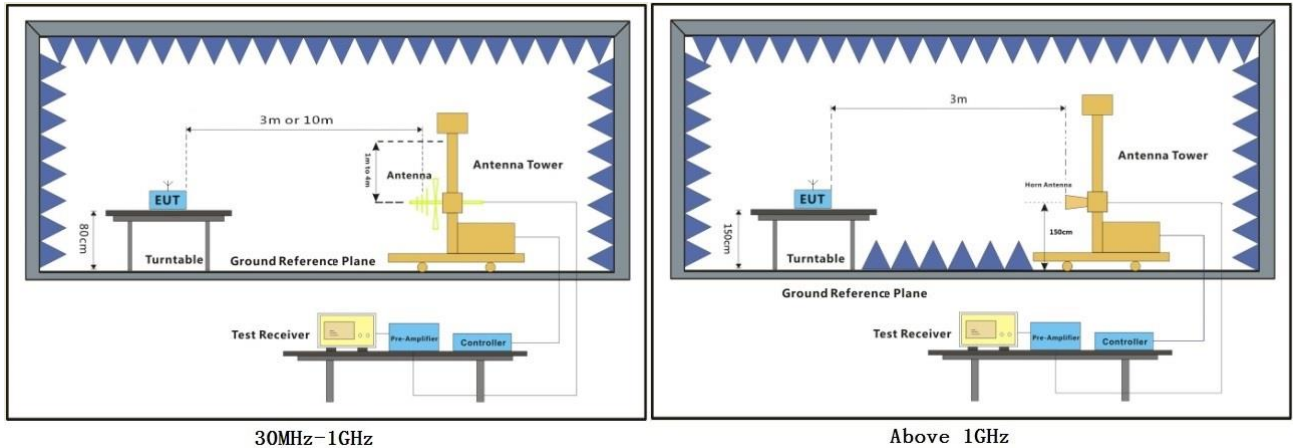 3m or 10m
1m to 4m
Antenna
Antenna Tower
EUT
80cm
Turntable
Ground Reference Plane
Test Receiver
Pre-Amplifier
Controller
30MHz-1GHz
3m
Antenna Tower
Horn Antenna
EUT
150cm
150cm
Turntable
Ground Reference Plane
Test Receiver
Pre-Amplifier
Controller
Above 1GHz